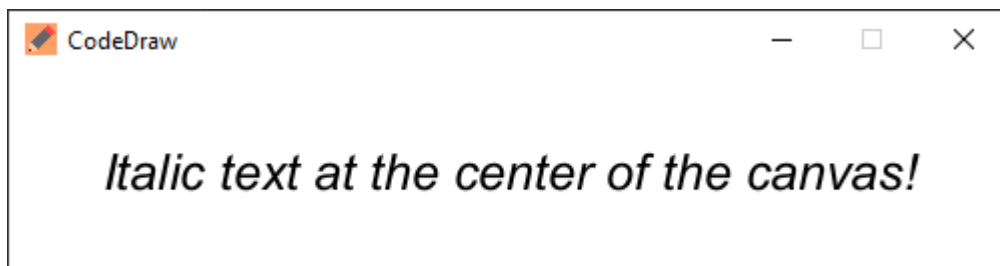 CodeDraw
Italic text at the center of the canvas!